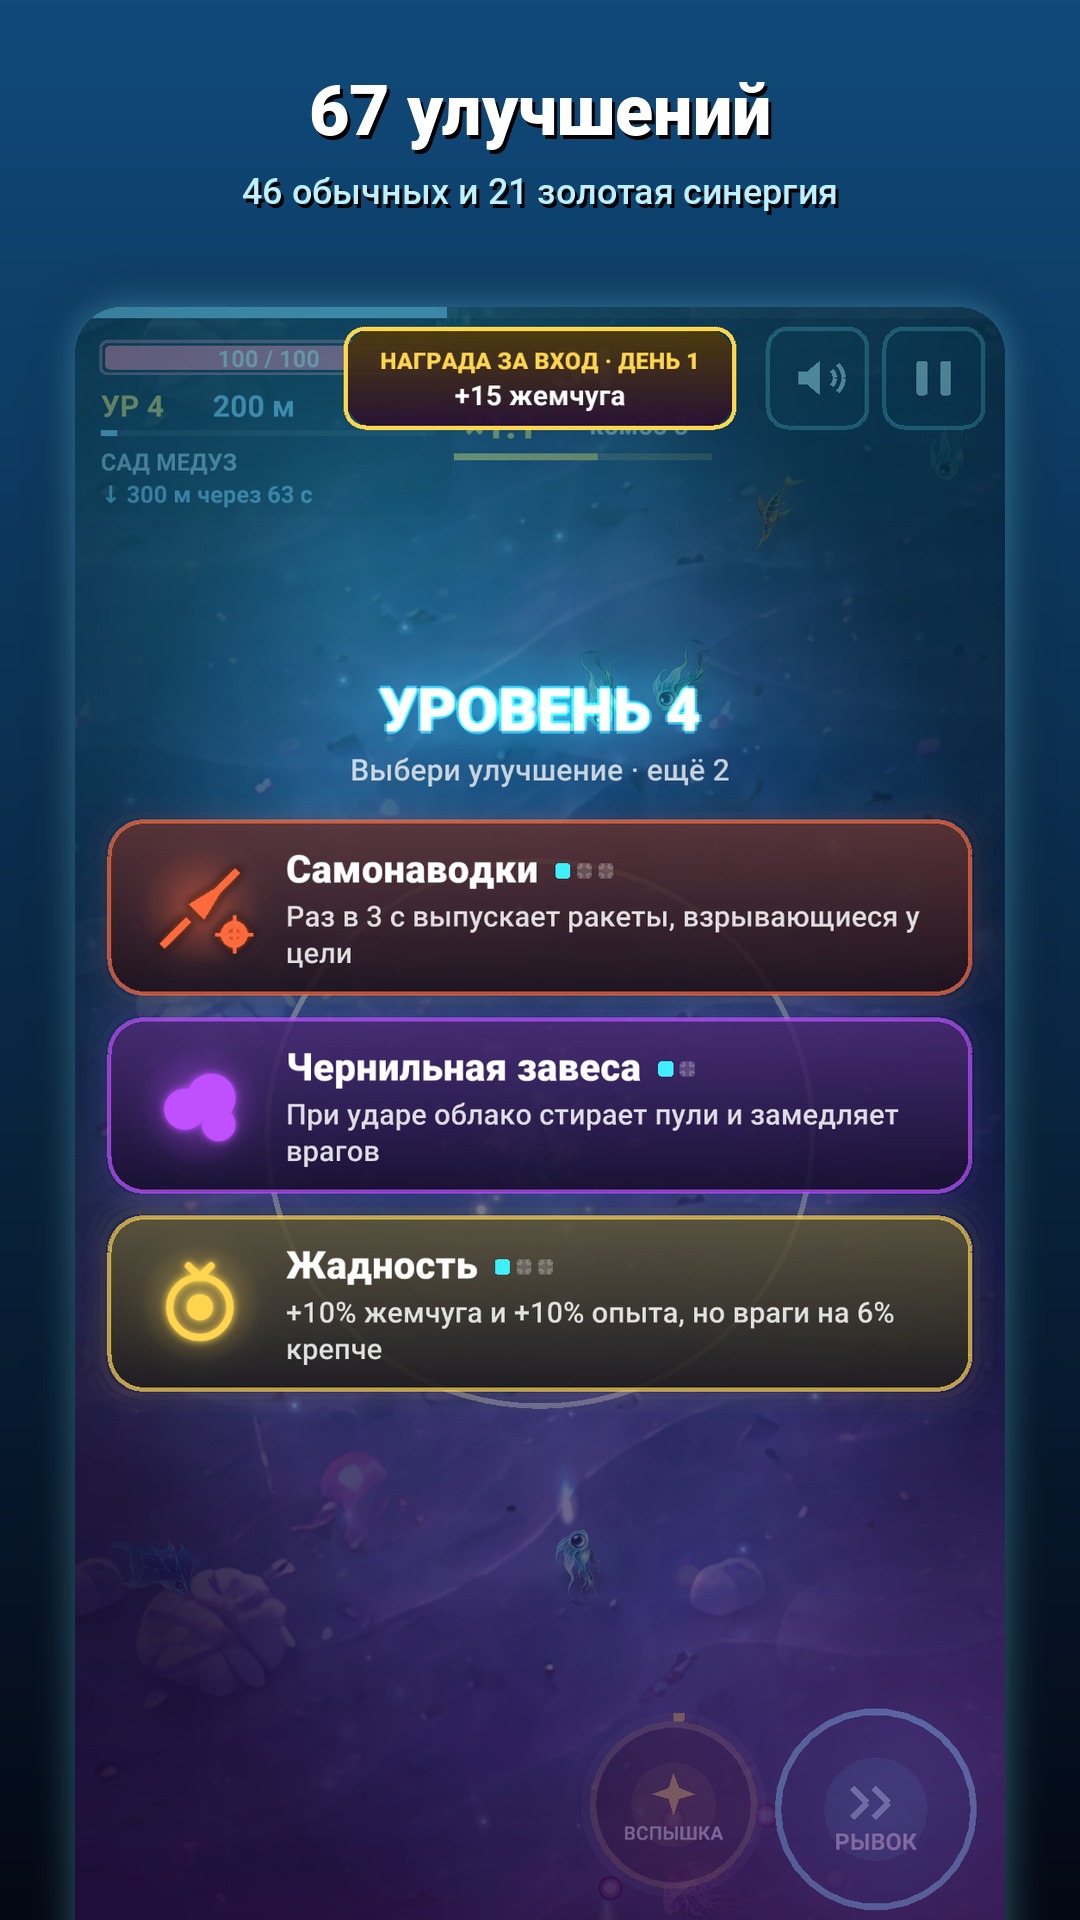 67 улучшений
46 обычных и 21 золотая синергия
100 / 100
НАГРАДА ЗА ВХОД · ДЕНЬ 1
+15 жемчуга
УР 4 200 м
САД МЕДУЗ
↓ 300 м через 63 с
УРОВЕНЬ 4
Выбери улучшение · ещё 2
Самонаводки
Раз в 3 с выпускает ракеты, взрывающиеся у
цели
Чернильная завеса
При ударе облако стирает пули и замедляет
врагов
Жадность
+10% жемчуга и +10% опыта, но враги на 6%
крепче
ВСПЫШКА
РЫВОК